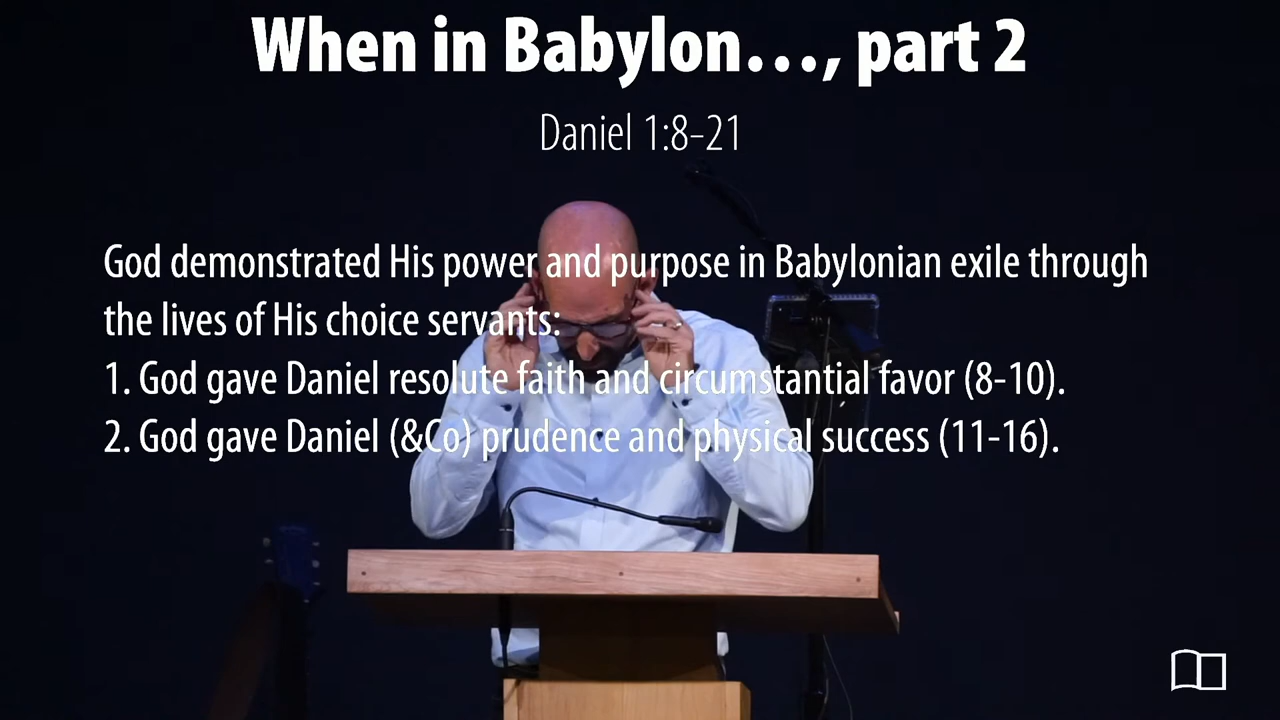 When in Babylon…, part 2
Daniel 1:8–21
God demonstrated His power and purpose in Babylonian exile through
the lives of His choice servants:
1. God gave Daniel resolute faith and circumstantial favor (8-10).
2. God gave Daniel (&Co) prudence and physical success (11-16).